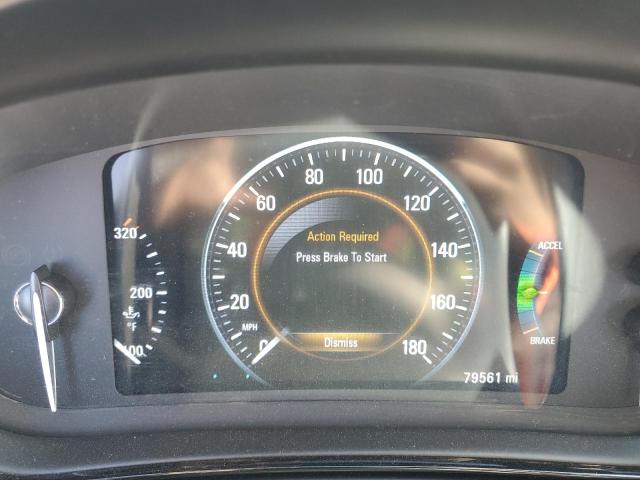 80 100
60 120
320
Action Required
ACCEL
40 140
Press Brake To Start
200
20 160
°F
MPH
BRAKE
100 0 Dismiss 180
79561 mi